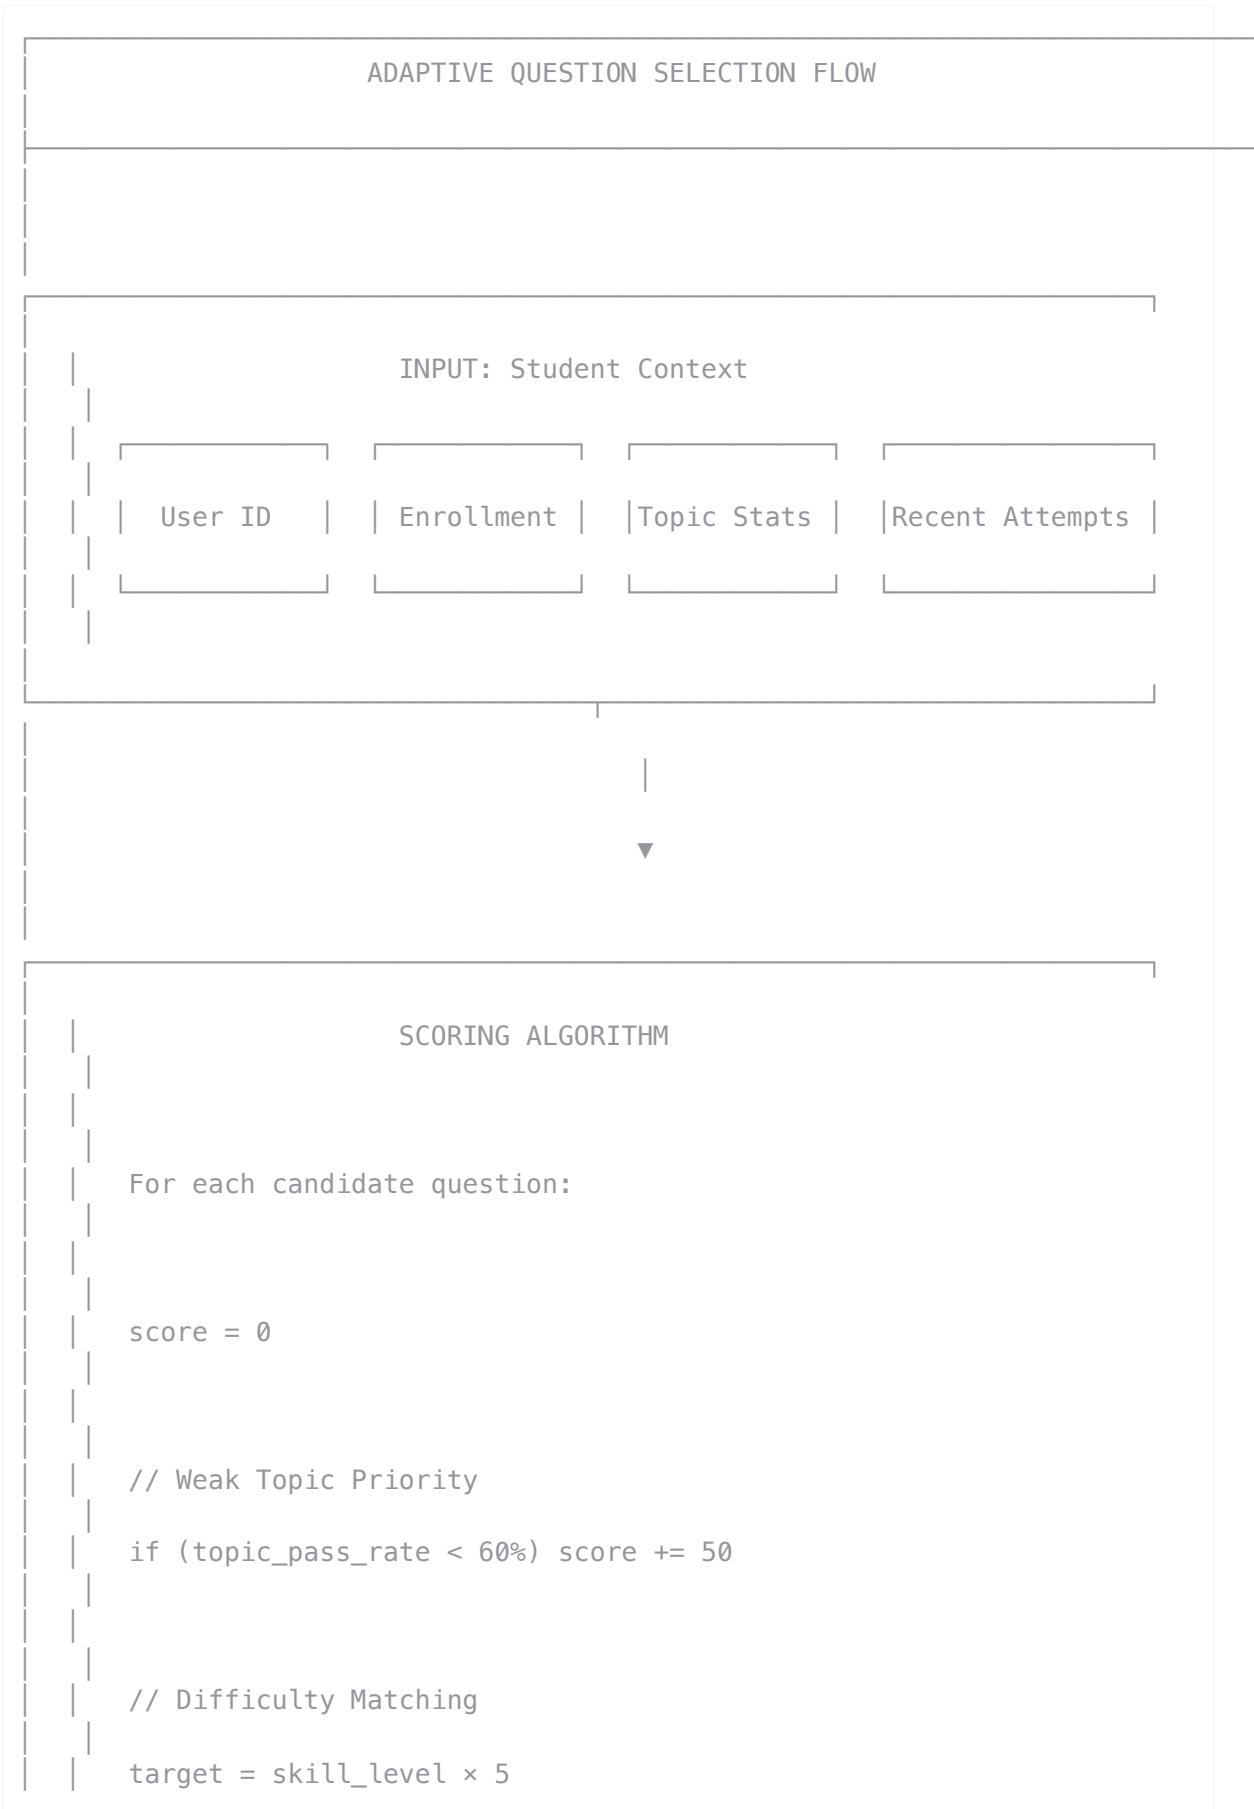 ADAPTIVE QUESTION SELECTION FLOW
INPUT: Student Context
User ID Enrollment Topic Stats Recent Attempts
▼
SCORING ALGORITHM
For each candidate question:
score = 0
// Weak Topic Priority
if (topic_pass_rate < 60%) score += 50
// Difficulty Matching
target = skill_level × 5